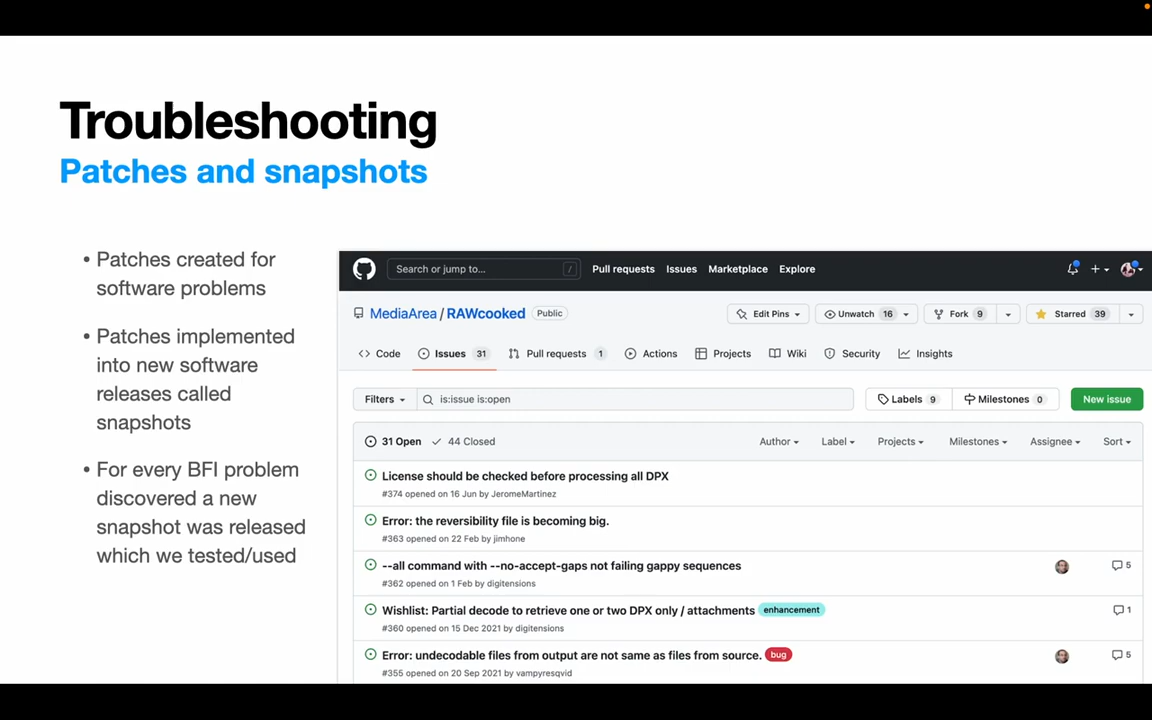 Troubleshooting
Patches and snapshots
• Patches created for
software problems
• Patches implemented
into new software
releases called
snapshots
• For every BFI problem
discovered a new
snapshot was released
which we tested/used
Search or jump to... / Pull requests Issues Marketplace Explore
MediaArea / RAWcooked Public Edit Pins Unwatch 16 Fork 9 Starred 39
Code Issues 31 Pull requests 1 Actions Projects Wiki Security Insights
Filters is:issue is:open Labels 9 Milestones 0 New issue
31 Open 44 Closed Author Label Projects Milestones Assignee Sort
License should be checked before processing all DPX
#374 opened on 16 Jun by JeromeMartinez
Error: the reversibility file is becoming big.
#363 opened on 22 Feb by jimhone
--all command with --no-accept-gaps not failing gappy sequences 5
#362 opened on 1 Feb by digitensions
Wishlist: Partial decode to retrieve one or two DPX only / attachments enhancement 1
#360 opened on 15 Dec 2021 by digitensions
Error: undecodable files from output are not same as files from source. bug 5
#355 opened on 20 Sep 2021 by vampyresqvid